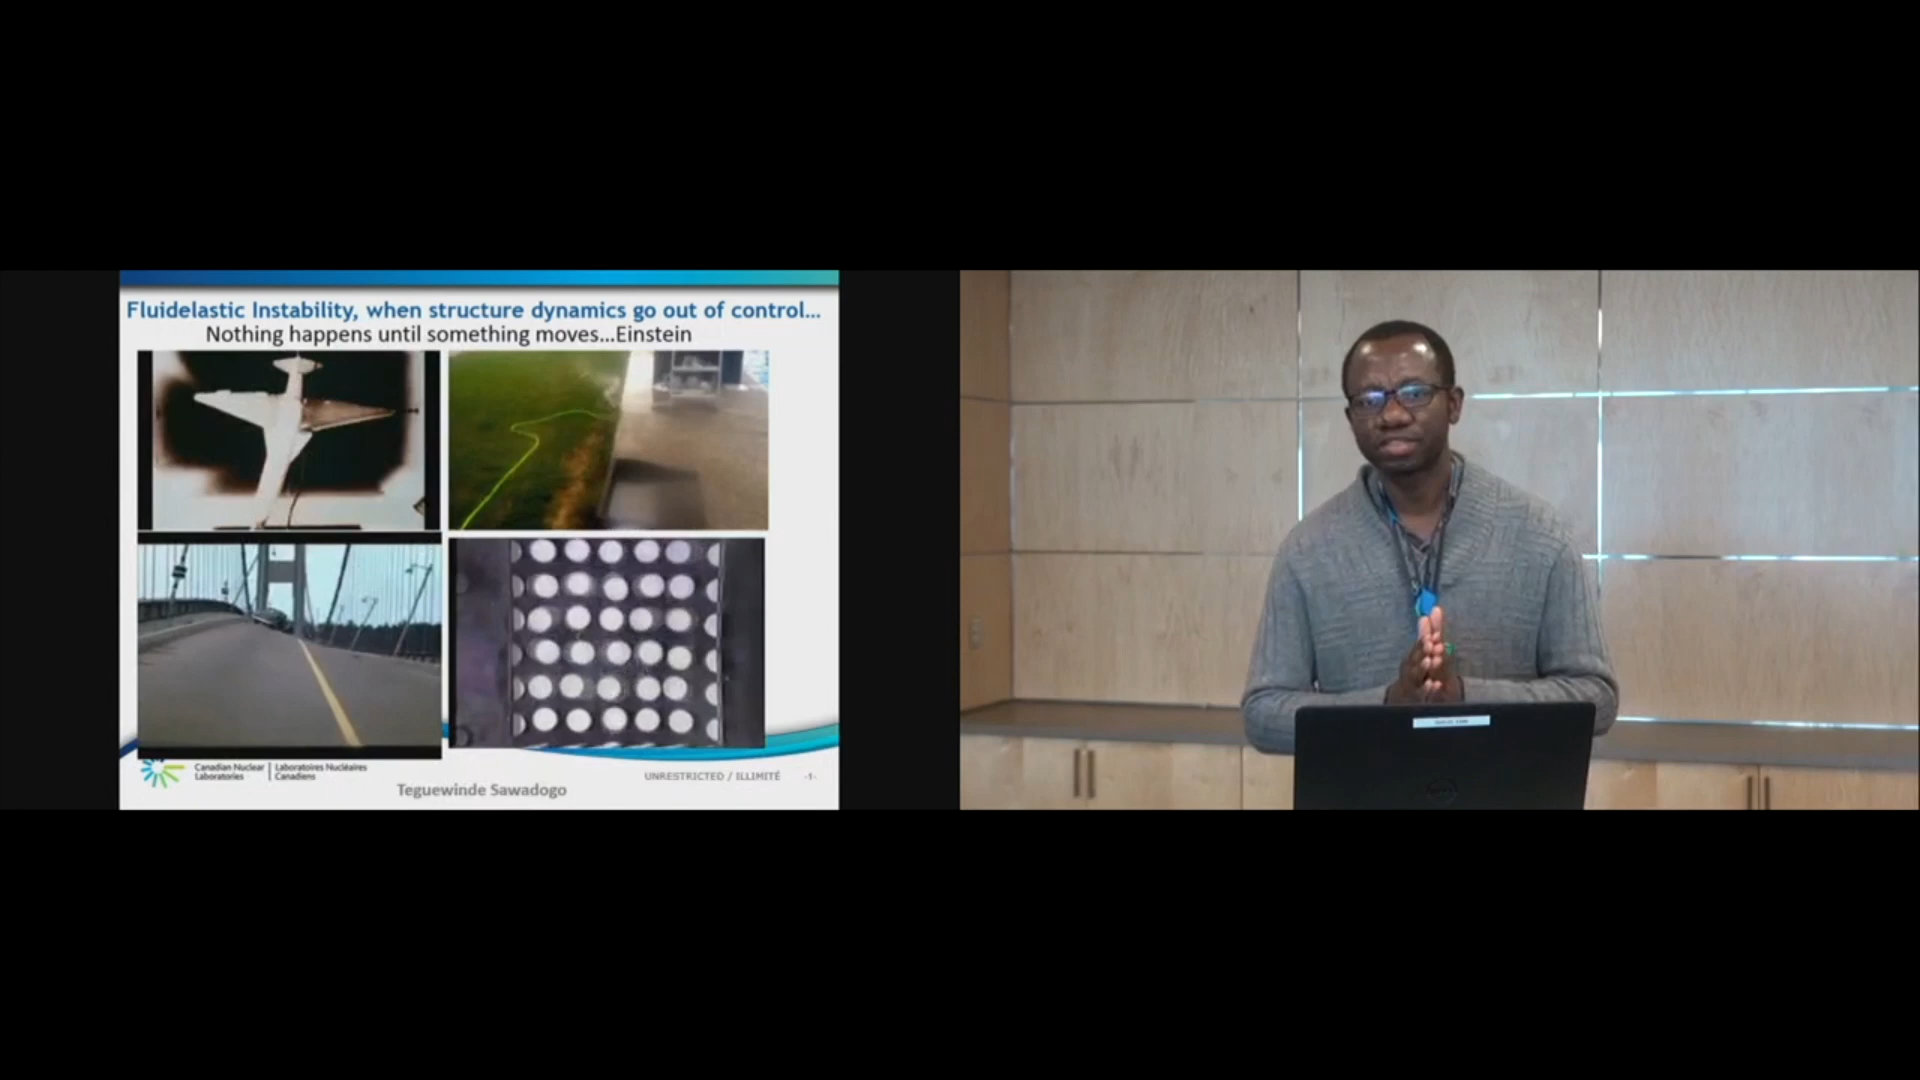 Fluidelastic Instability, when structure dynamics go out of control...
Nothing happens until something moves...Einstein
Canadian Nuclear Laboratories
Laboratoires Nucléaires Canadiens
Teguewinde Sawadogo
UNRESTRICTED / ILLIMITÉ
-1-